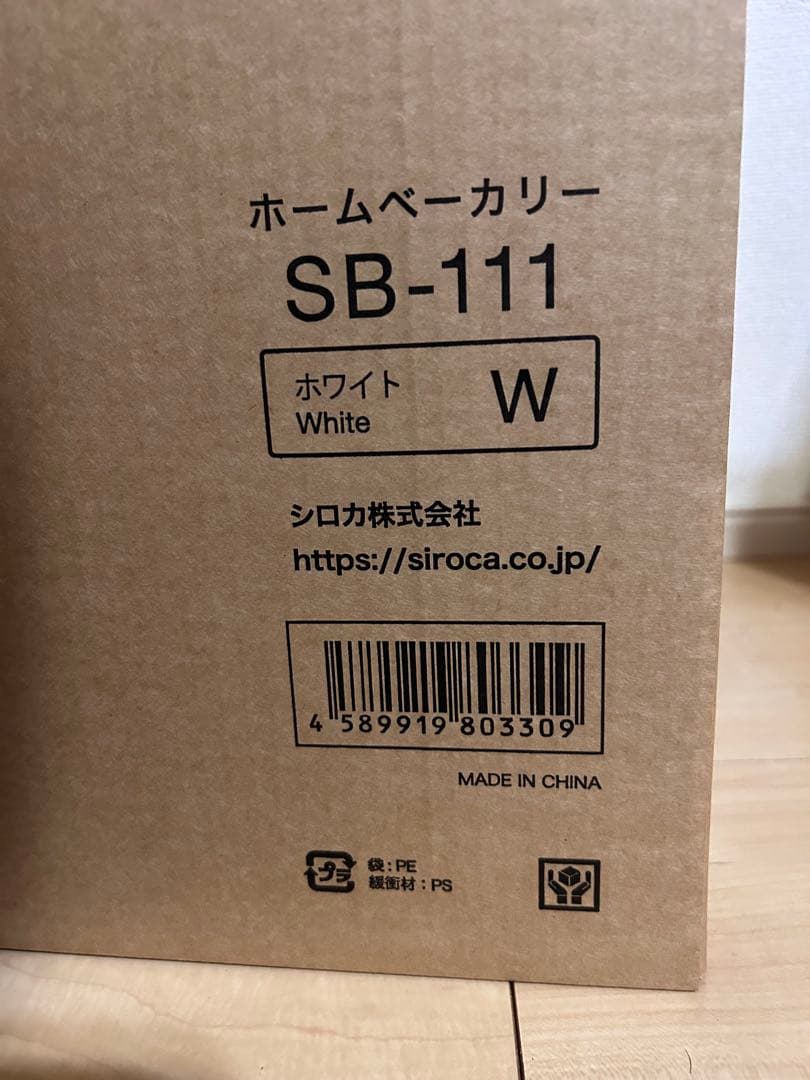 ホームベーカリー
SB-111
ホワイト
White
W
シロカ株式会社
https://siroca.co.jp/
4 589919 803309
MADE IN CHINA
プラ
袋:PE
緩衝材:PS